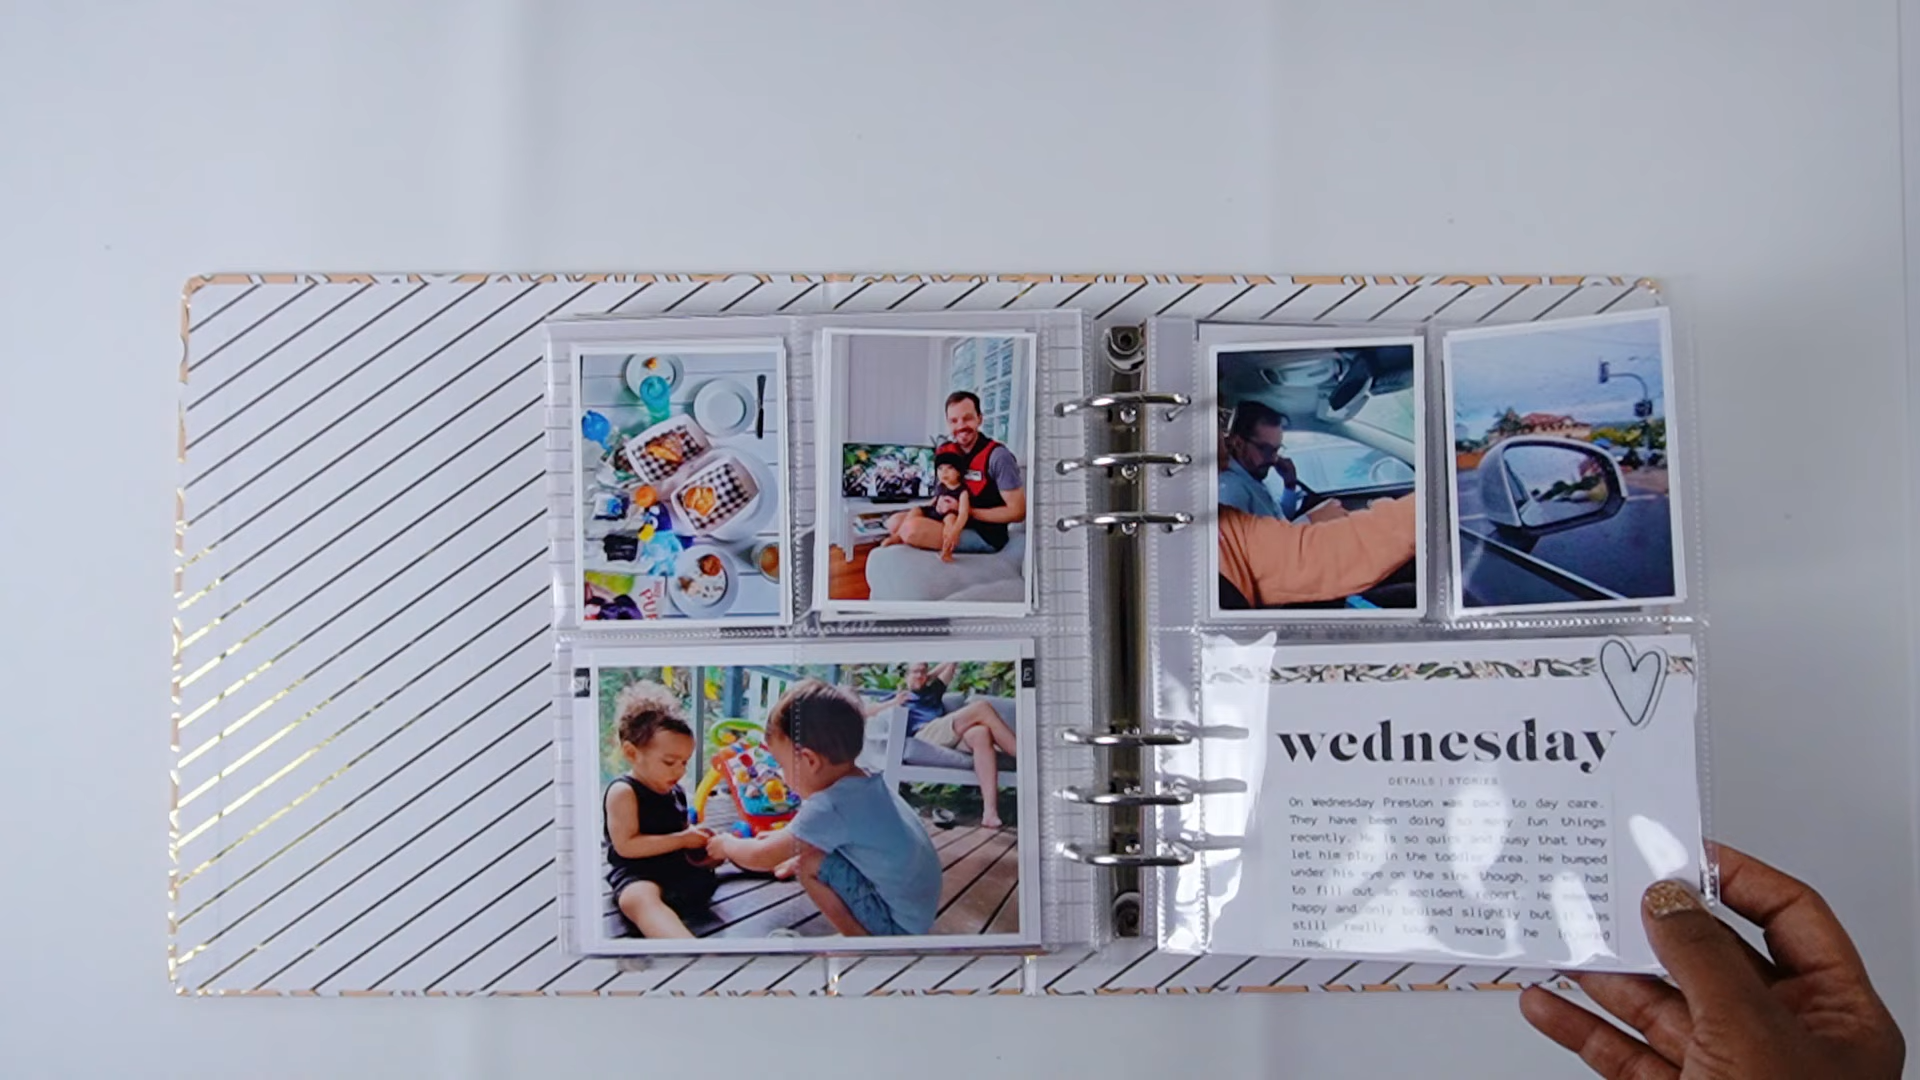 wednesday
DETAILS | STORIES
On Wednesday Preston was back to day care.
They have been doing so many fun things
recently. He is so quick and busy that they
let him play in the toddler area. He bumped
under his eye on the sink though, so we had
to fill out an accident report. He seemed
happy and only bruised slightly but it was
still really tough knowing he injured
himself